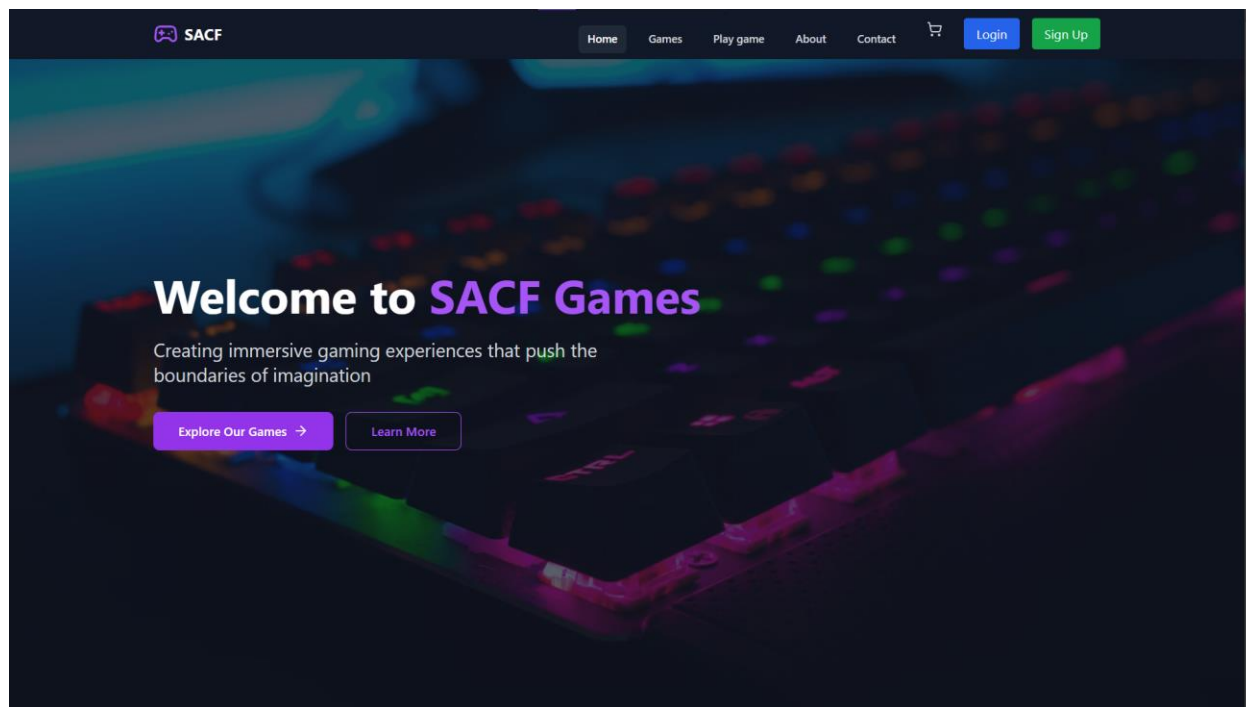 SACF
Home Games Play game About Contact Login Sign Up
Welcome to SACF Games
Creating immersive gaming experiences that push the
boundaries of imagination
Explore Our Games → Learn More
CTRL